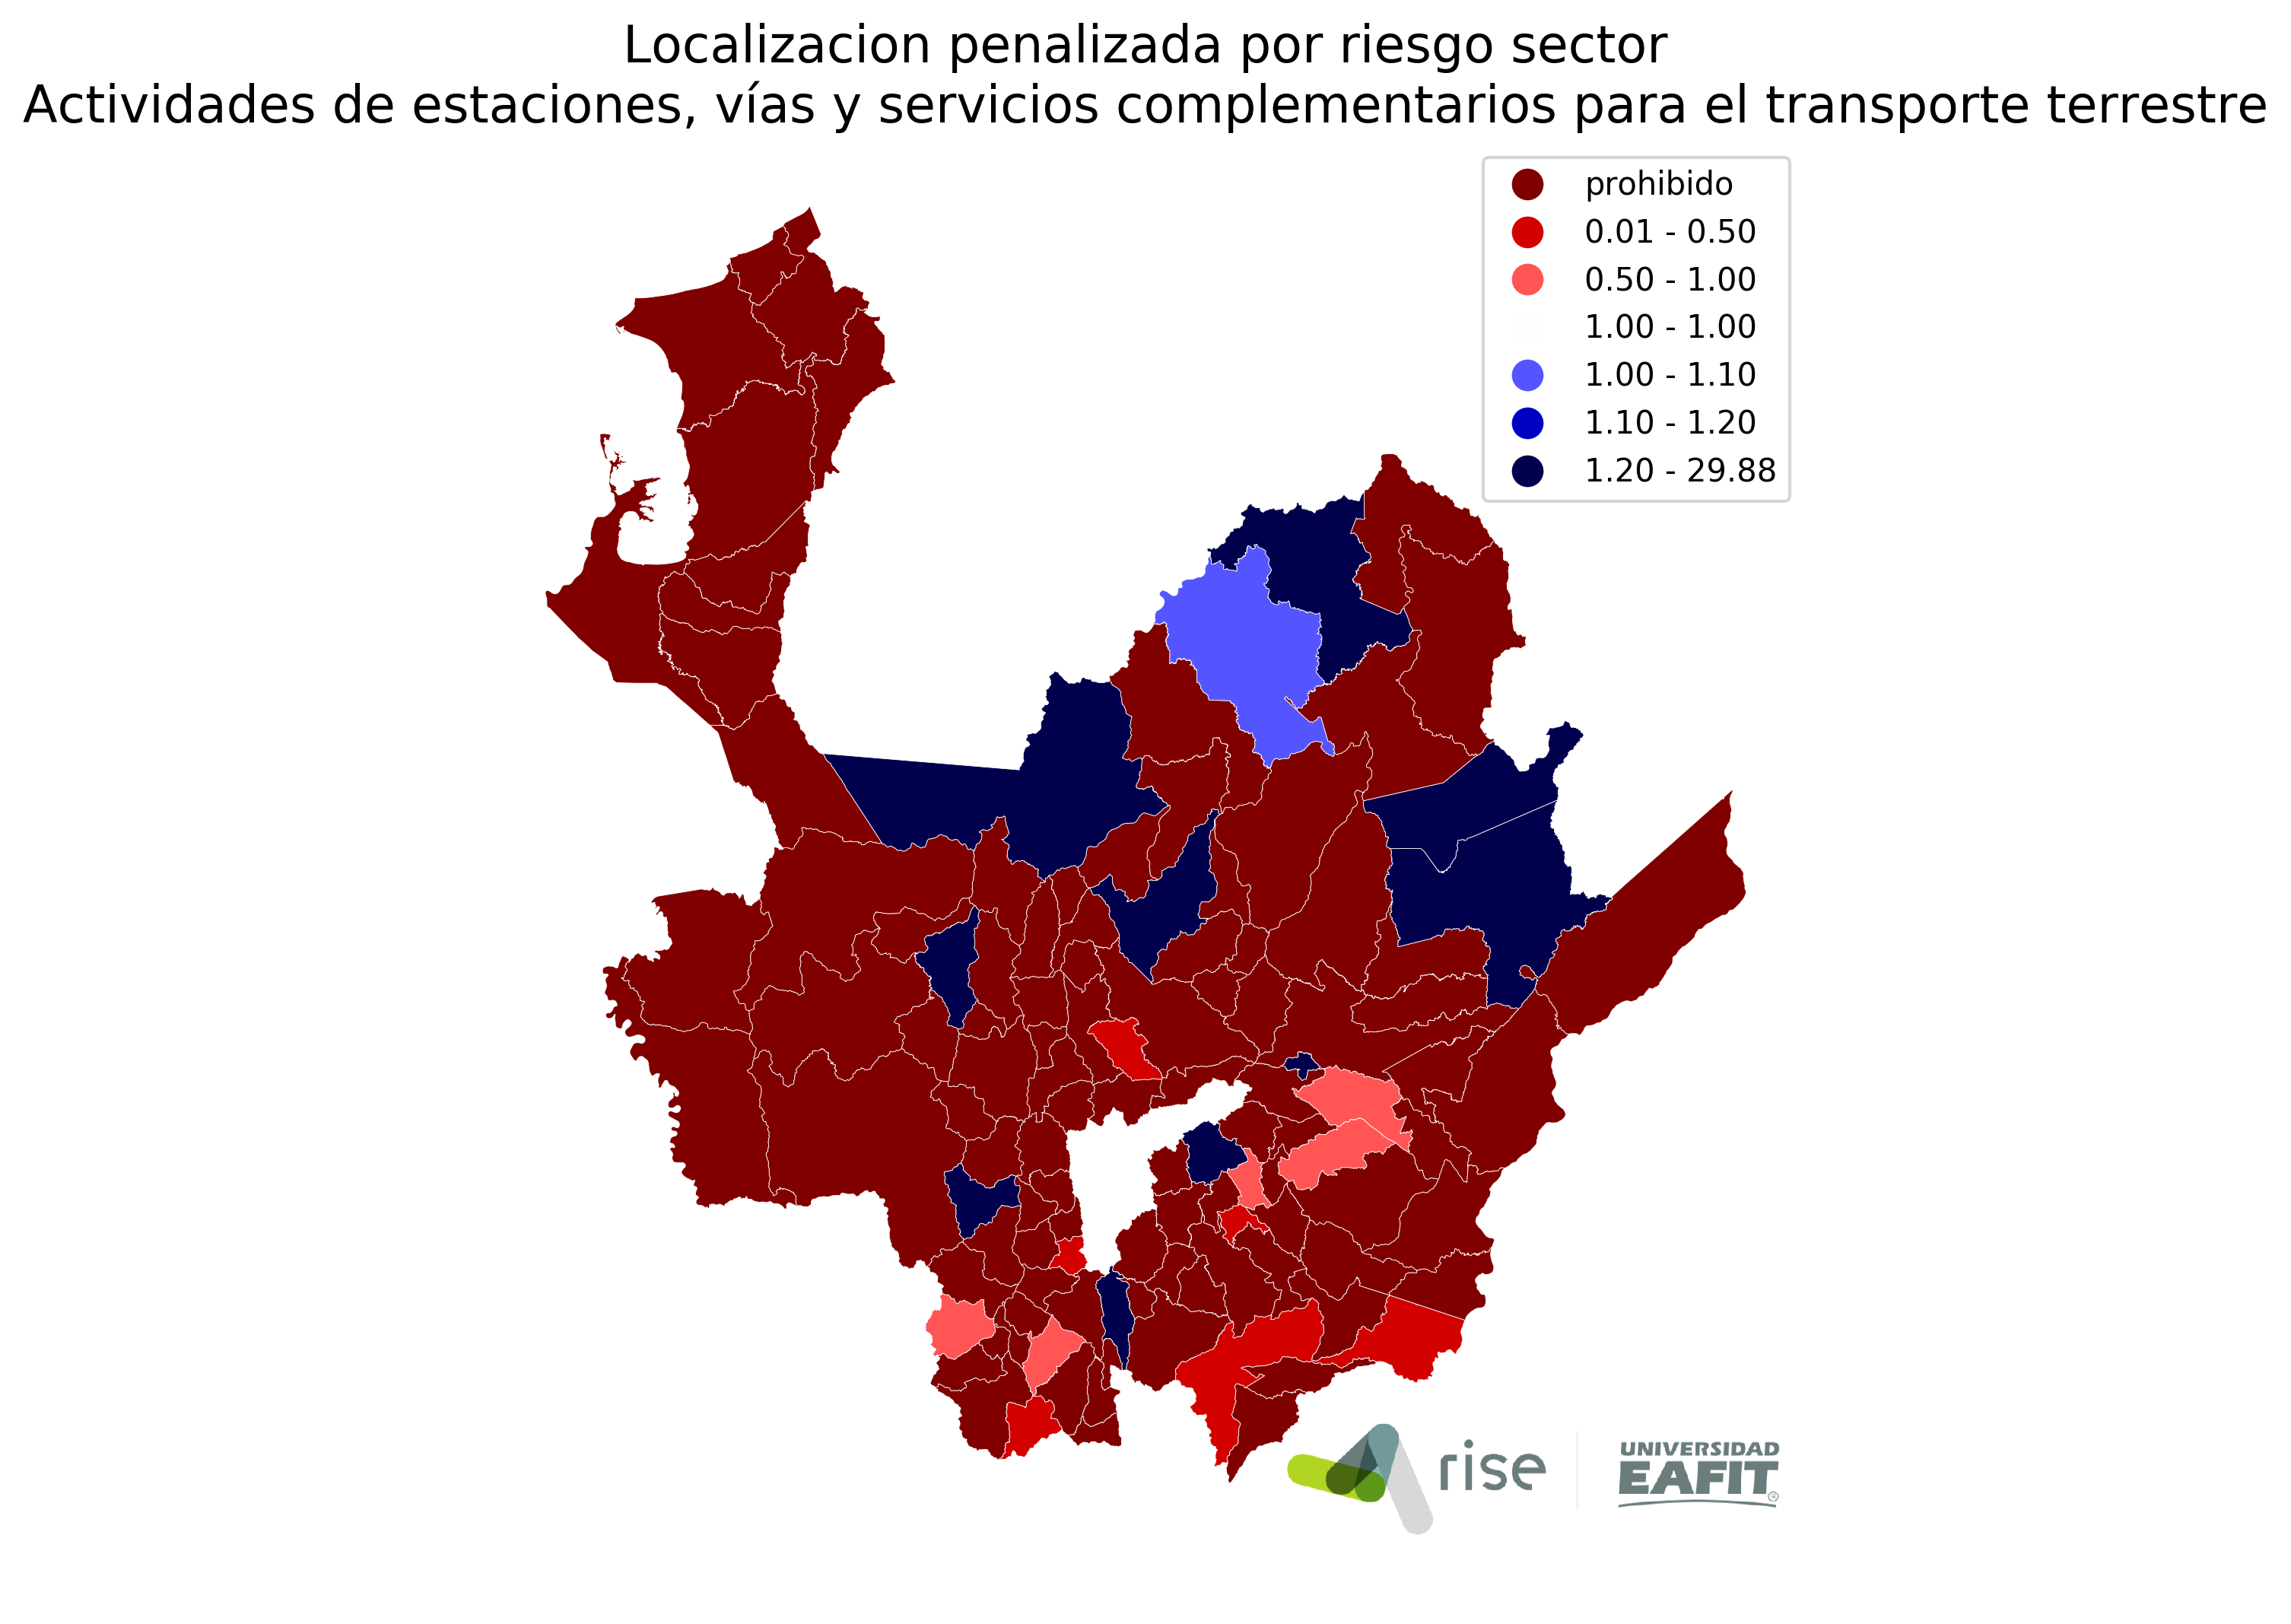 Localizacion penalizada por riesgo sector
Actividades de estaciones, vías y servicios complementarios para el transporte terrestre
prohibido
0.01 - 0.50
0.50 - 1.00
1.00 - 1.00
1.00 - 1.10
1.10 - 1.20
1.20 - 29.88
rise
UNIVERSIDAD
EAFIT®